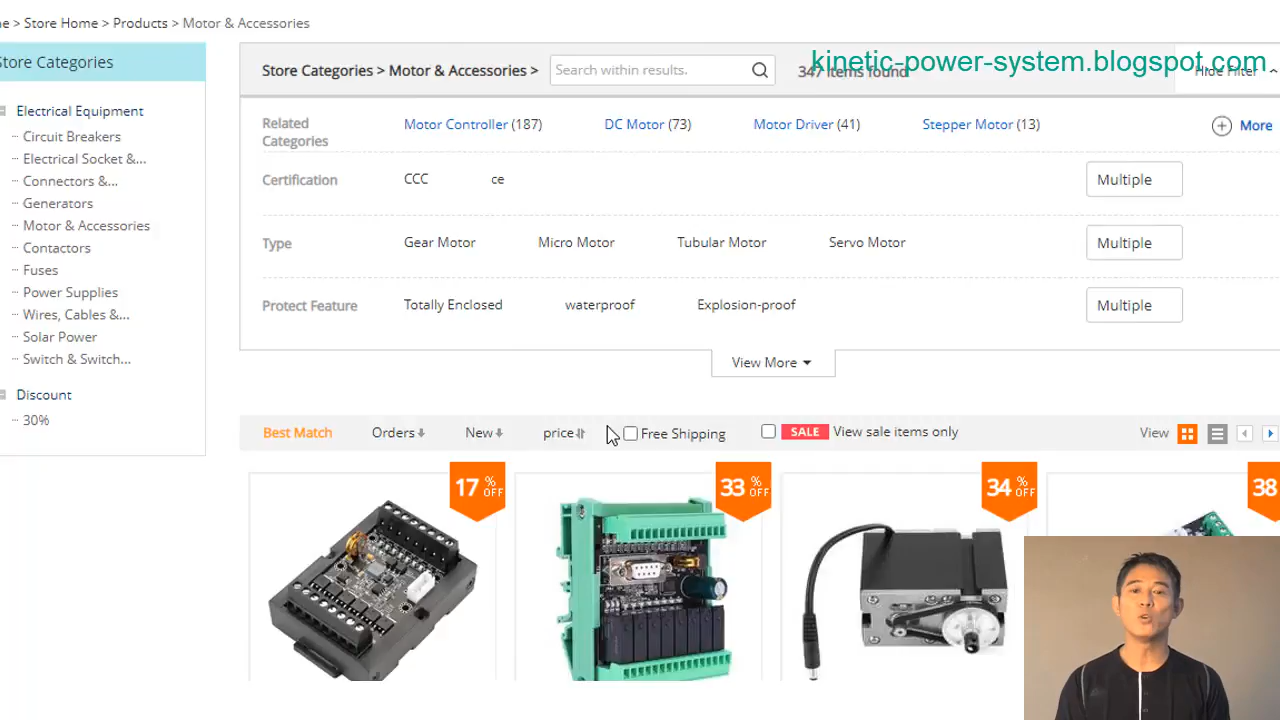 ne > Store Home > Products > Motor & Accessories
Store Categories
Electrical Equipment
Circuit Breakers
Electrical Socket &...
Connectors &...
Generators
Motor & Accessories
Contactors
Fuses
Power Supplies
Wires, Cables &...
Solar Power
Switch & Switch...
Discount
30%
Store Categories > Motor & Accessories >
Search within results.
347 items found
Hide Filter
kinetic-power-system.blogspot.com
Related Categories
Motor Controller (187) DC Motor (73) Motor Driver (41) Stepper Motor (13)
More
Certification CCC ce Multiple
Type Gear Motor Micro Motor Tubular Motor Servo Motor Multiple
Protect Feature Totally Enclosed waterproof Explosion-proof Multiple
View More
Best Match Orders New price Free Shipping SALE View sale items only View
17 % OFF
33 % OFF
34 % OFF
38